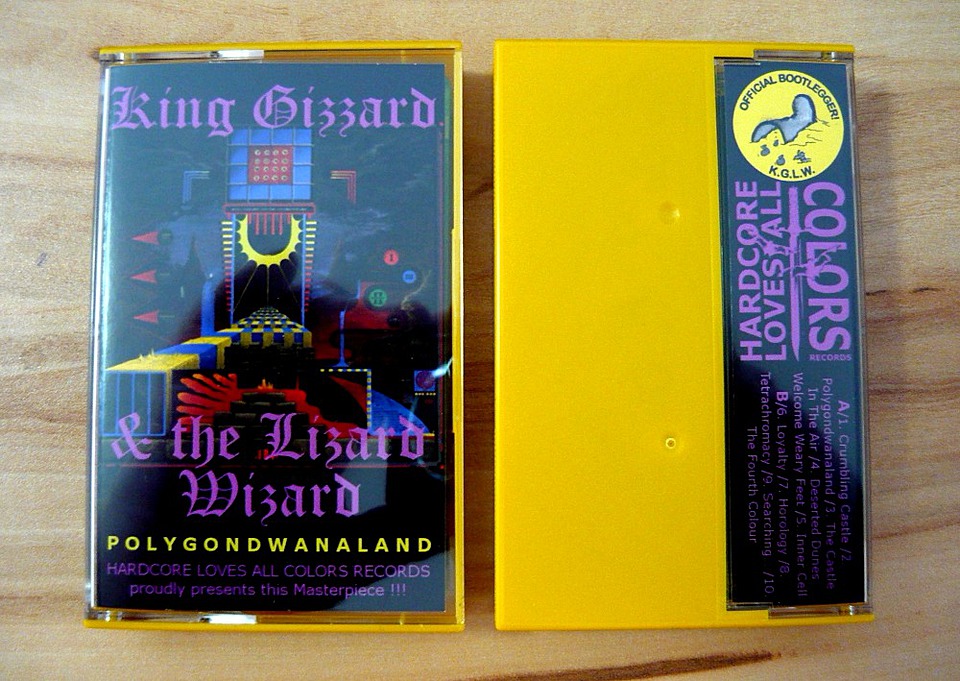 King Gizzard
& the Lizard
Wizard
POLYGONDWANALAND
HARDCORE LOVES ALL COLORS RECORDS
proudly presents this Masterpiece !!!
OFFICIAL BOOTLEGGER!
K.G.L.W.
HARDCORE
LOVES ALL
COLORS
RECORDS
A/1. Crumbling Castle /2.
Polygondwanaland /3. The Castle
In The Air /4. Deserted Dunes
Welcome Weary Feet /5. Inner Cell
B/6. Loyalty /7. Horology /8.
Tetrachromacy /9. Searching /10.
The Fourth Colour